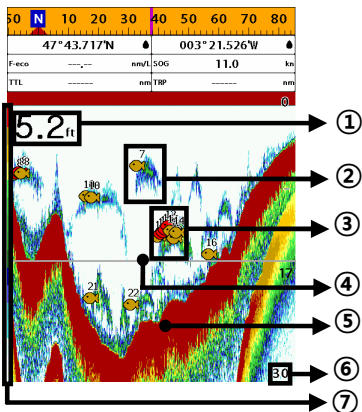 50 N 10 20 30 40 50 60 70 80
47°43.717'N 003°21.526'W
F-eco ---.-- nm/L SOG 11.0 kn
TTL ------ nm TRP ------ nm
0
5.2ft ①
7 ②
③
16
17
④
21 22
⑤
30 ⑥
⑦